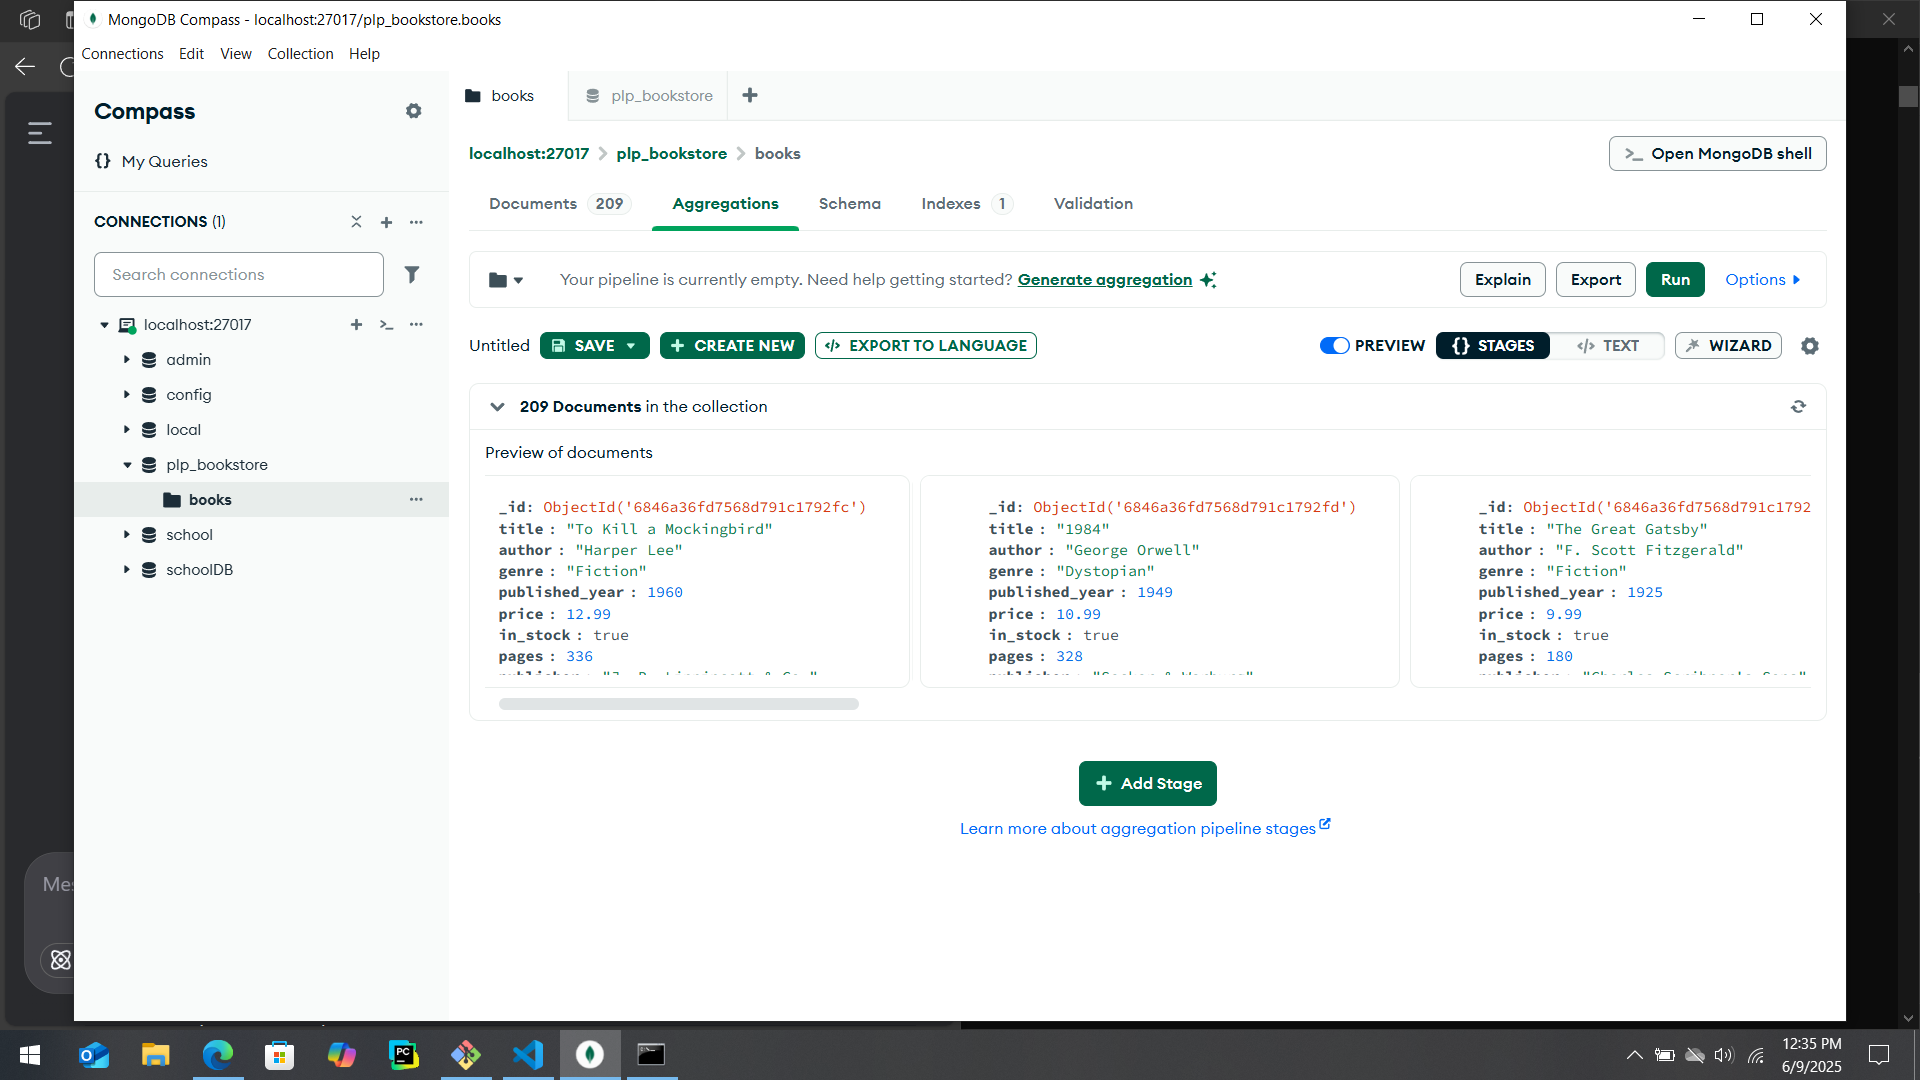 MongoDB Compass - localhost:27017/plp_bookstore.books
Connections Edit View Collection Help
Compass
My Queries
CONNECTIONS (1)
Search connections
localhost:27017
admin
config
local
plp_bookstore
books
school
schoolDB
books
plp_bookstore
localhost:27017 > plp_bookstore > books
>_ Open MongoDB shell
Documents 209 Aggregations Schema Indexes 1 Validation
Your pipeline is currently empty. Need help getting started? Generate aggregation
Explain Export Run Options
Untitled SAVE + CREATE NEW </> EXPORT TO LANGUAGE
PREVIEW {} STAGES </> TEXT WIZARD
209 Documents in the collection
Preview of documents
_id: ObjectId('6846a36fd7568d791c1792fc')
title : "To Kill a Mockingbird"
author : "Harper Lee"
genre : "Fiction"
published_year : 1960
price : 12.99
in_stock : true
pages : 336
_id: ObjectId('6846a36fd7568d791c1792fd')
title : "1984"
author : "George Orwell"
genre : "Dystopian"
published_year : 1949
price : 10.99
in_stock : true
pages : 328
_id: ObjectId('6846a36fd7568d791c1792
title : "The Great Gatsby"
author : "F. Scott Fitzgerald"
genre : "Fiction"
published_year : 1925
price : 9.99
in_stock : true
pages : 180
+ Add Stage
Learn more about aggregation pipeline stages
Mes
12:35 PM
6/9/2025